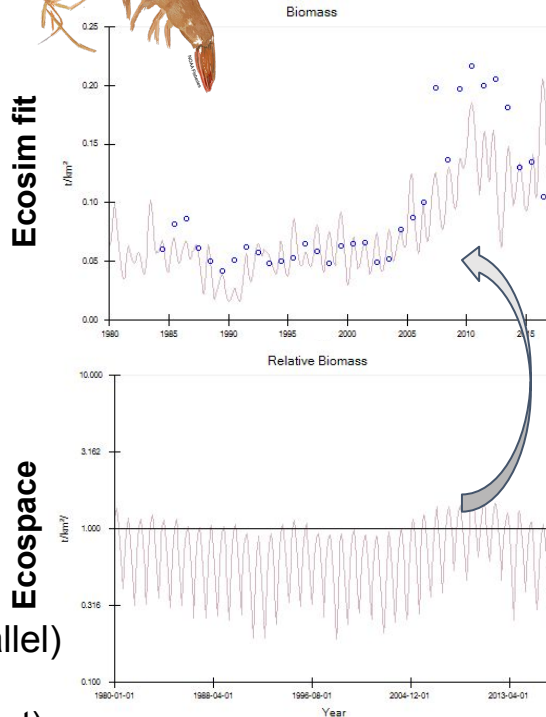 Biomass
Ecosim fit
t/km²
0.25
0.20
0.15
0.10
0.05
0.00
1980 1985 1990 1995 2000 2005 2010 2015
Relative Biomass
Ecospace
t/km²/
10.000
3.162
1.000
0.316
0.100
allel)
1980-01-01 1988-04-01 1996-08-01 2004-12-01 2013-04-01
Year